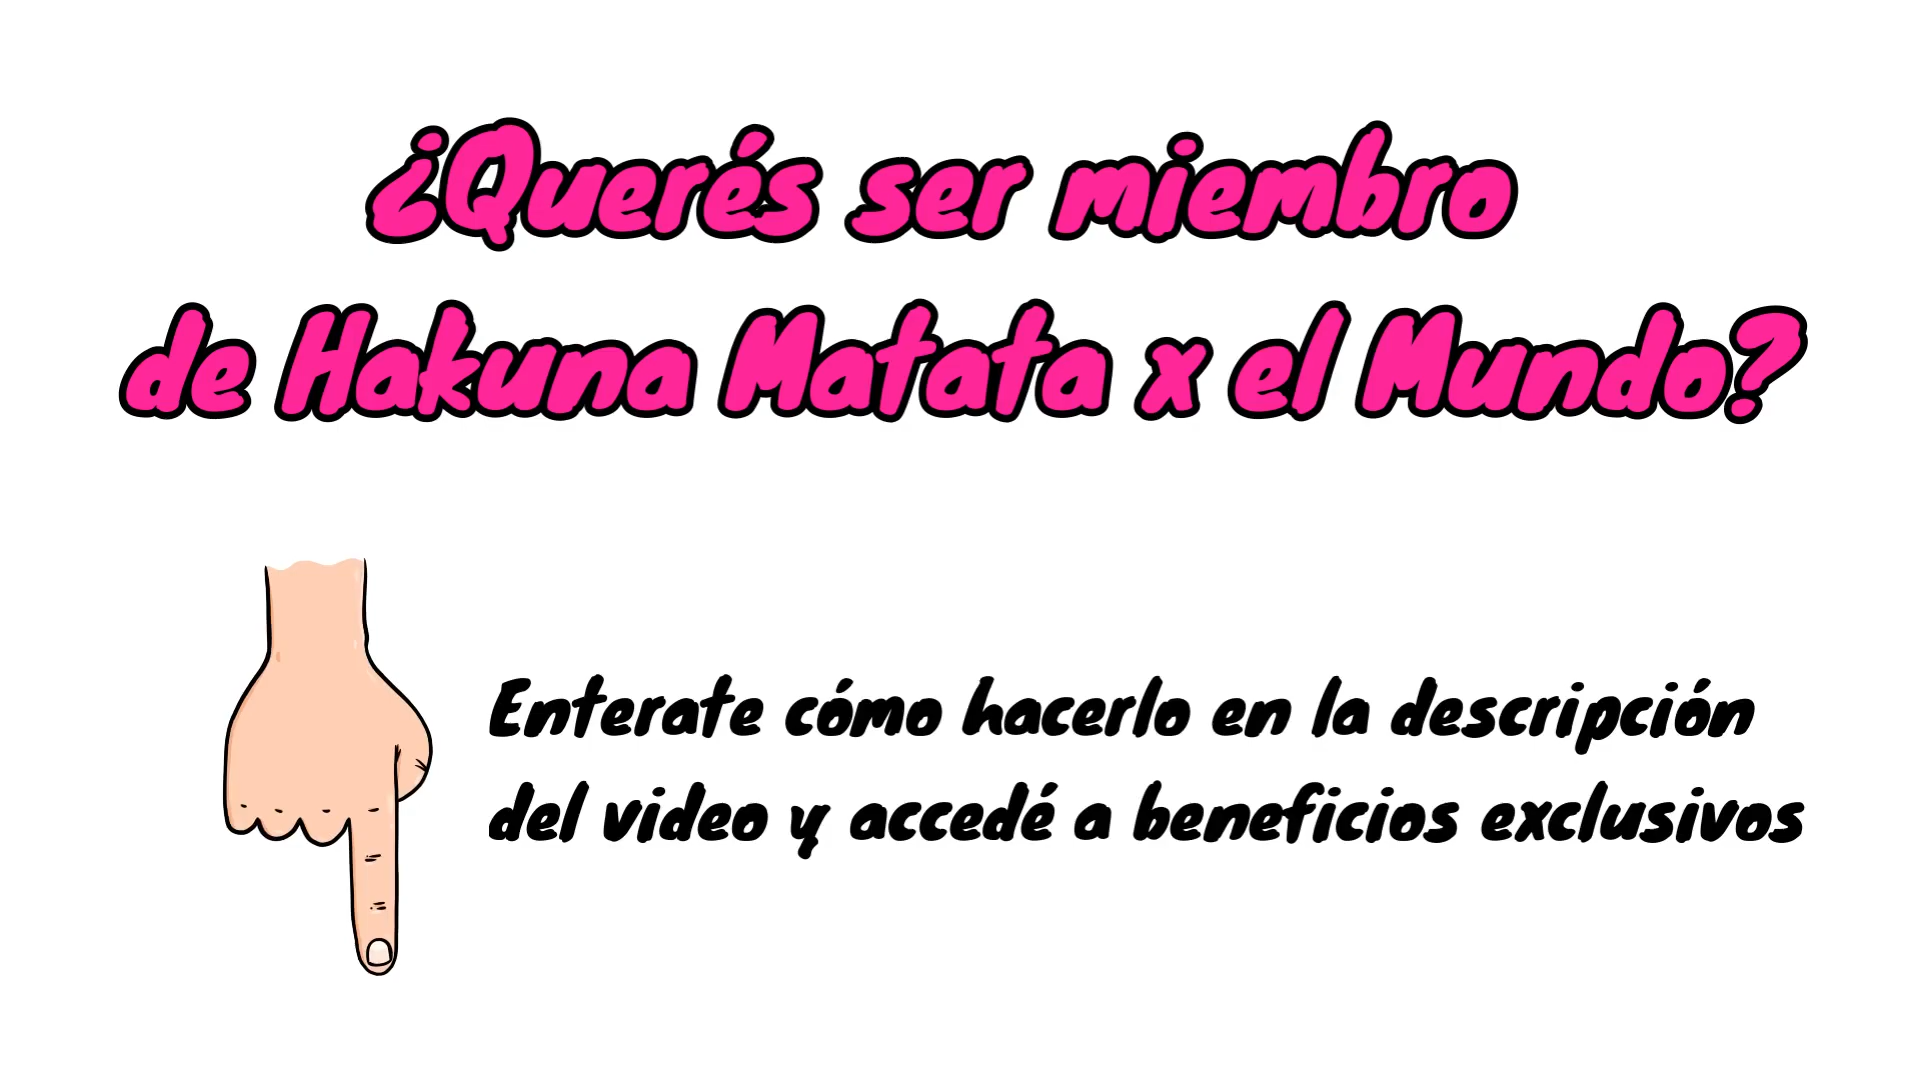 ¿Querés ser miembro
de Hakuna Matata x el Mundo?
Enterate cómo hacerlo en la descripción
del video y accedé a beneficios exclusivos